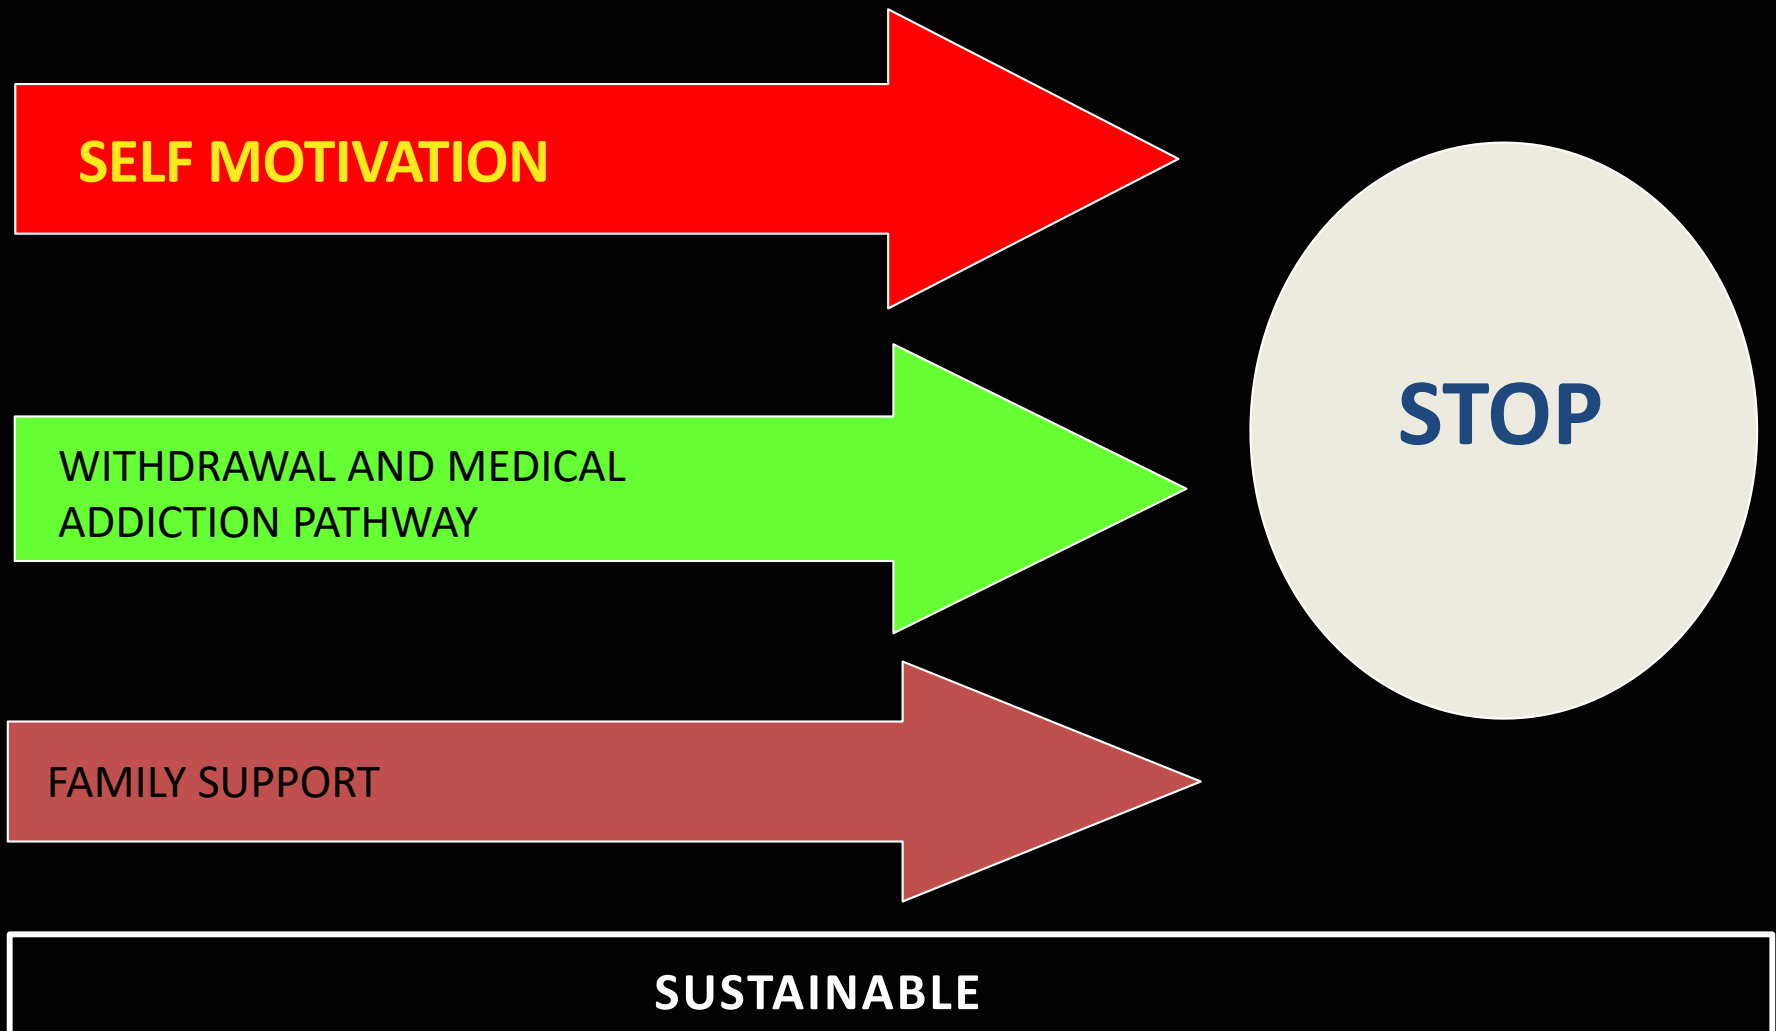 SELF MOTIVATION
STOP
WITHDRAWAL AND MEDICAL
ADDICTION PATHWAY
FAMILY SUPPORT
SUSTAINABLE